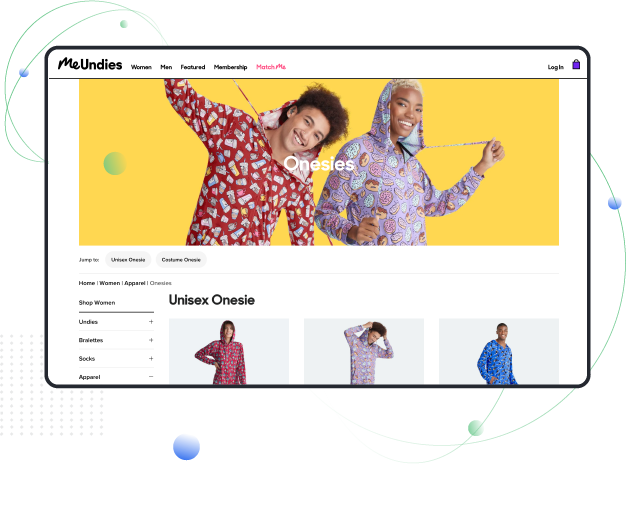 MeUndies
Women Men Featured Membership Match Me
Log In
Onesies
Jump to: Unisex Onesie Costume Onesie
Home | Women | Apparel | Onesies
Shop Women
Unisex Onesie
Undies +
Bralettes +
Socks +
Apparel −